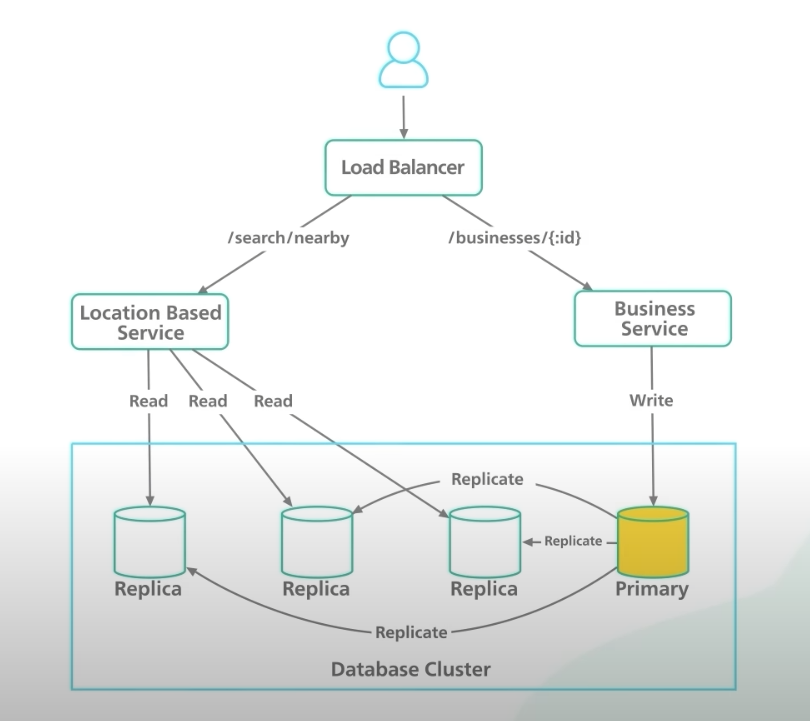 Load Balancer
/search/nearby
/businesses/{:id}
Location Based
Service
Business
Service
Read
Read
Read
Write
Replicate
Replicate
Replica
Replica
Replica
Primary
Replicate
Database Cluster